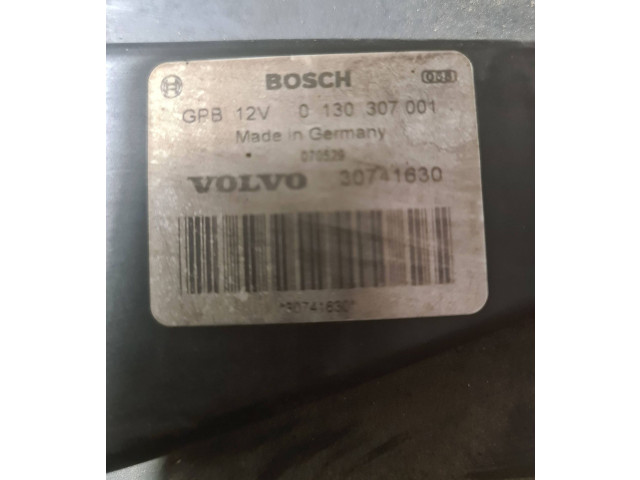 BOSCH
GPB 12V 0 130 307 001
Made in Germany
070529
VOLVO 30741630
*30741630*